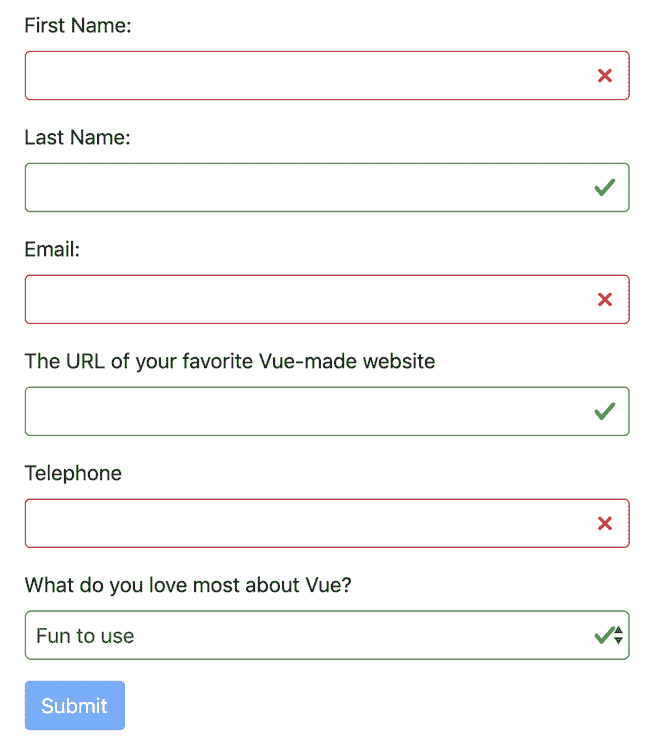 First Name:
Last Name:
Email:
The URL of your favorite Vue-made website
Telephone
What do you love most about Vue?
Fun to use
Submit